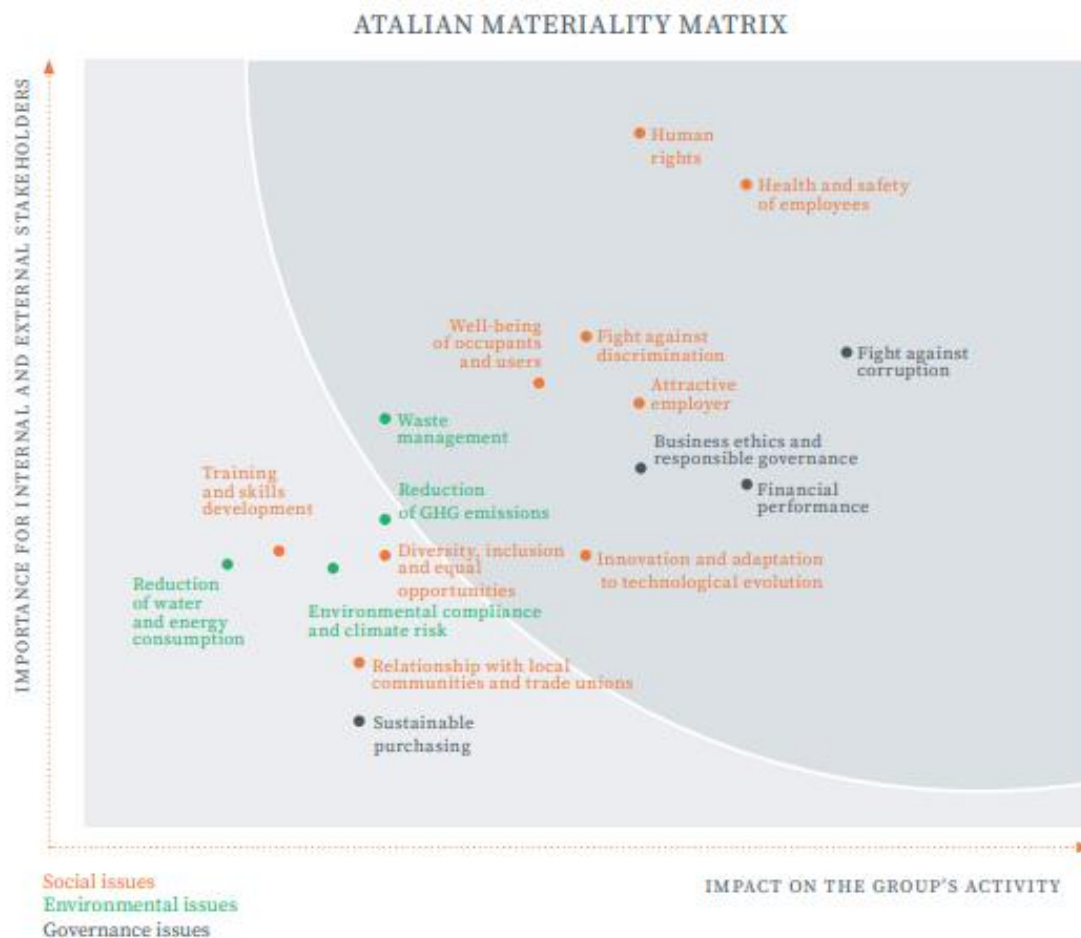 ATALIAN MATERIALITY MATRIX
IMPORTANCE FOR INTERNAL AND EXTERNAL STAKEHOLDERS
Human
rights
Health and safety
of employees
Well-being
of occupants
and users
Fight against
discrimination
Fight against
corruption
Attractive
employer
Waste
management
Business ethics and
responsible governance
Training
and skills
development
Reduction
of GHG emissions
Financial
performance
Diversity, inclusion
and equal
opportunities
Innovation and adaptation
to technological evolution
Reduction
of water
and energy
consumption
Environmental compliance
and climate risk
Relationship with local
communities and trade unions
Sustainable
purchasing
Social issues
Environmental issues
Governance issues
IMPACT ON THE GROUP'S ACTIVITY